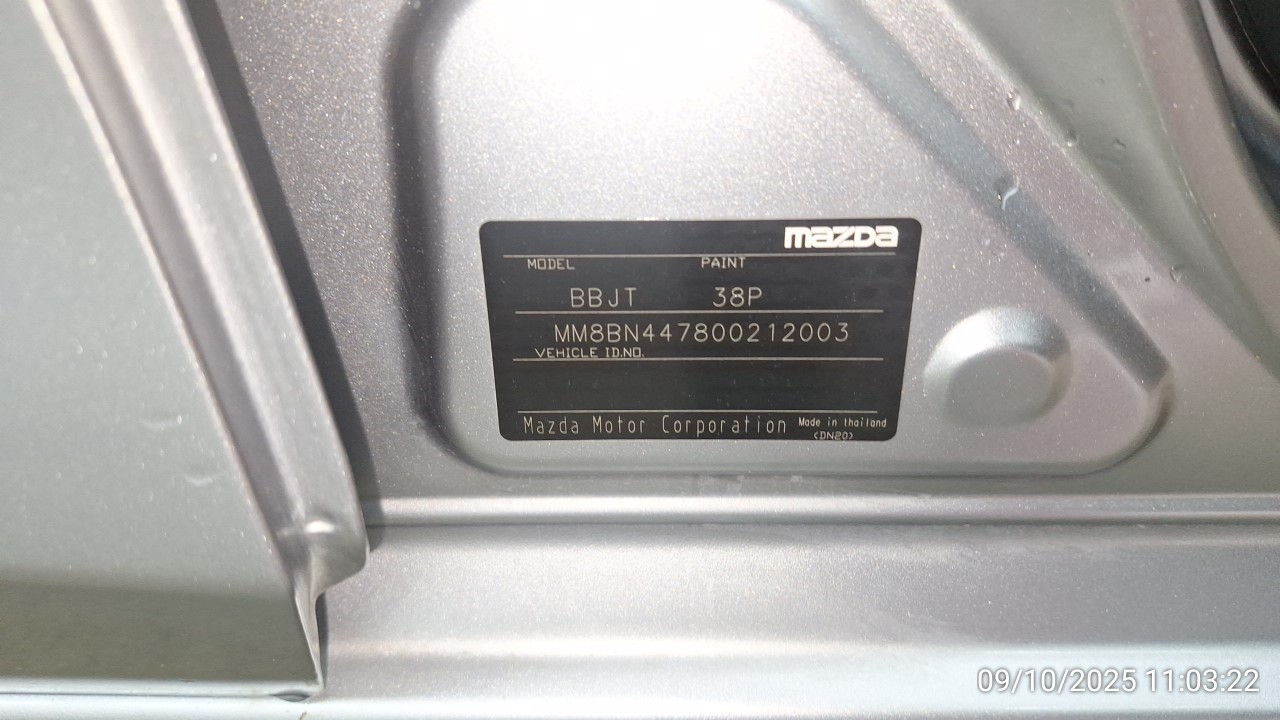 mazda
MODEL PAINT
BBJT 38P
MM8BN447800212003
VEHICLE ID.NO.
Mazda Motor Corporation Made in thailand
<DN20>
09/10/2025 11:03:22